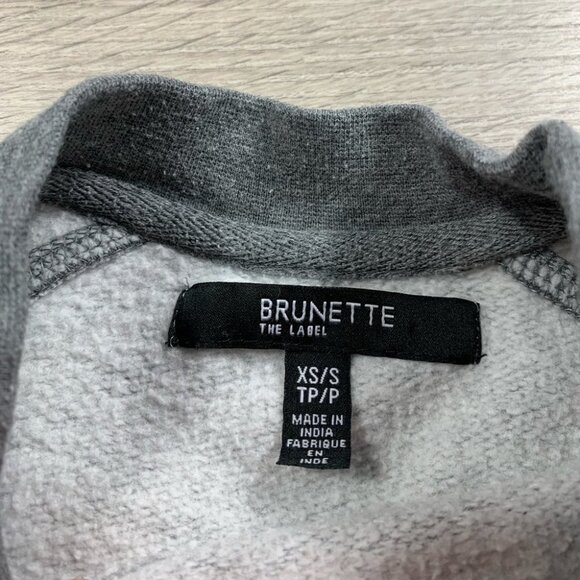 BRUNETTE
THE LABEL
XS/S
TP/P
MADE IN
INDIA
FABRIQUE
EN
INDE